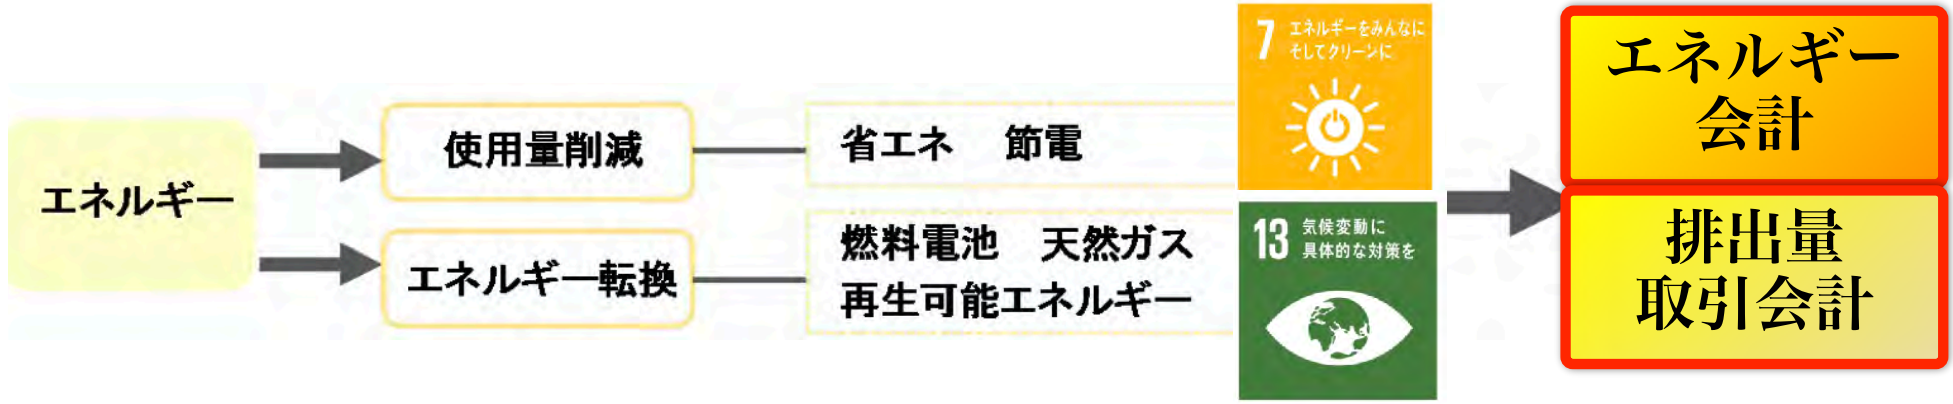 エネルギー
使用量削減
省エネ 節電
エネルギー転換
燃料電池 天然ガス
再生可能エネルギー
7 エネルギーをみんなに
そしてクリーンに
13 気候変動に
具体的な対策を
エネルギー
会計
排出量
取引会計